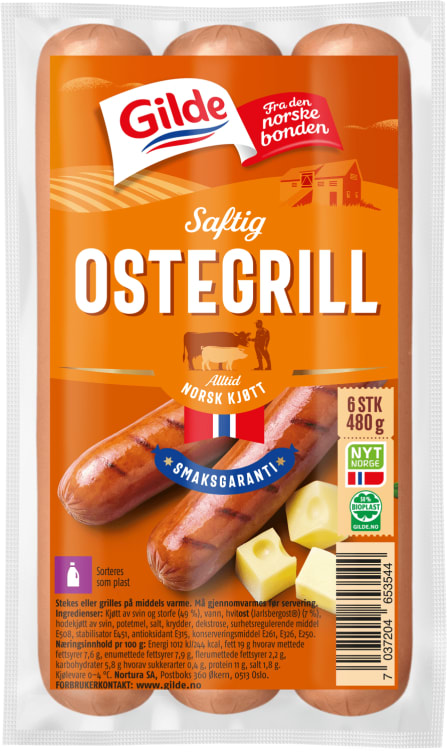 Gilde
Fra den
norske
bonden
Saftig
OSTEGRILL
Alltid
NORSK KJØTT
SMAKSGARANTI
6 STK
480 g
NYT
NORGE
30%
BIOPLAST
GILDE.NO
Sorteres
som plast
7 037204 653544
Stekes eller grilles på middels varme. Må gjennomvarmes før servering.
Ingredienser: Kjøtt av svin og storfe (49 %), vann, hvitost (Jarlsbergost®) (7 %),
hodekjøtt av svin, potetmel, salt, krydder, dekstrose, surhetsregulerende middel
E508, stabilisator E451, antioksidant E315, konserveringsmiddel E261, E326, E250.
Næringsinnhold pr 100 g: Energi 1012 kJ/244 kcal, fett 19 g hvorav mettede
fettsyrer 7,6 g, enumettede fettsyrer 7,9 g, flerumettede fettsyrer 2,2 g,
karbohydrater 5,8 g hvorav sukkerarter 0,4 g, protein 11 g, salt 1,8 g.
Kjølevare 0-4 °C. Nortura SA, Postboks 360 Økern, 0513 Oslo.
FORBRUKERKONTAKT: www.gilde.no